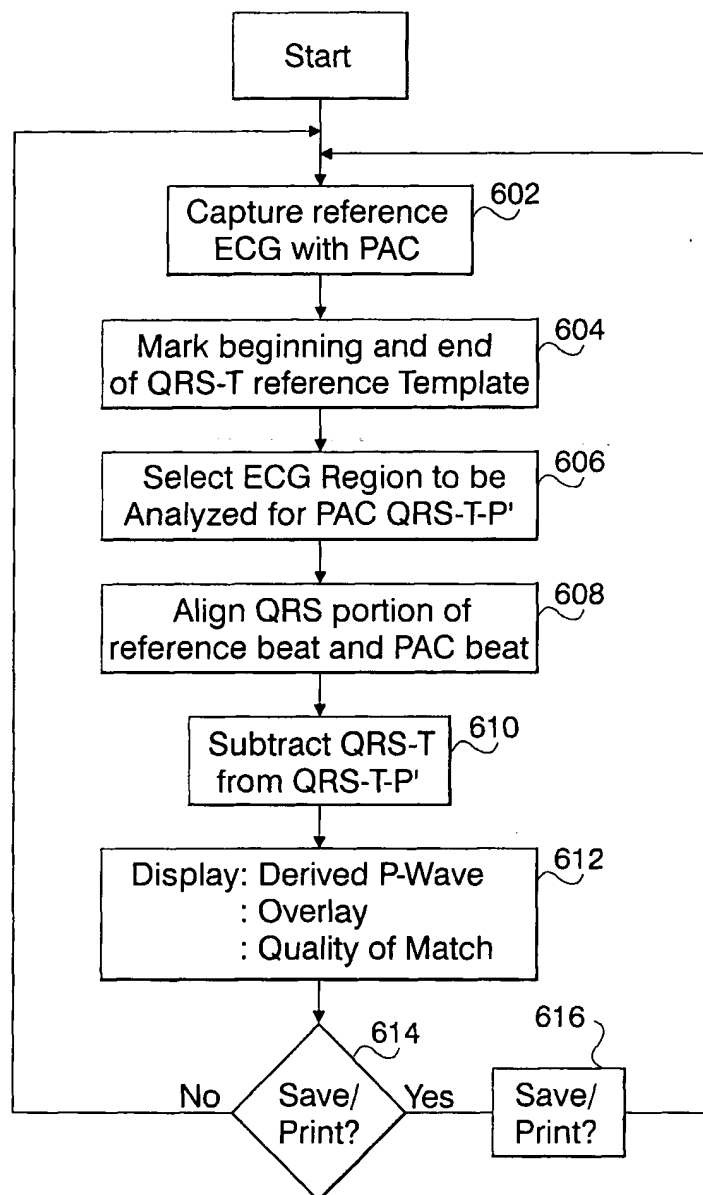 Start
Capture reference
ECG with PAC
602
Mark beginning and end
of QRS-T reference Template
604
Select ECG Region to be
Analyzed for PAC QRS-T-P'
606
Align QRS portion of
reference beat and PAC beat
608
Subtract QRS-T
from QRS-T-P'
610
Display: Derived P-Wave
: Overlay
: Quality of Match
612
614
616
No
Save/
Print?
Yes
Save/
Print?